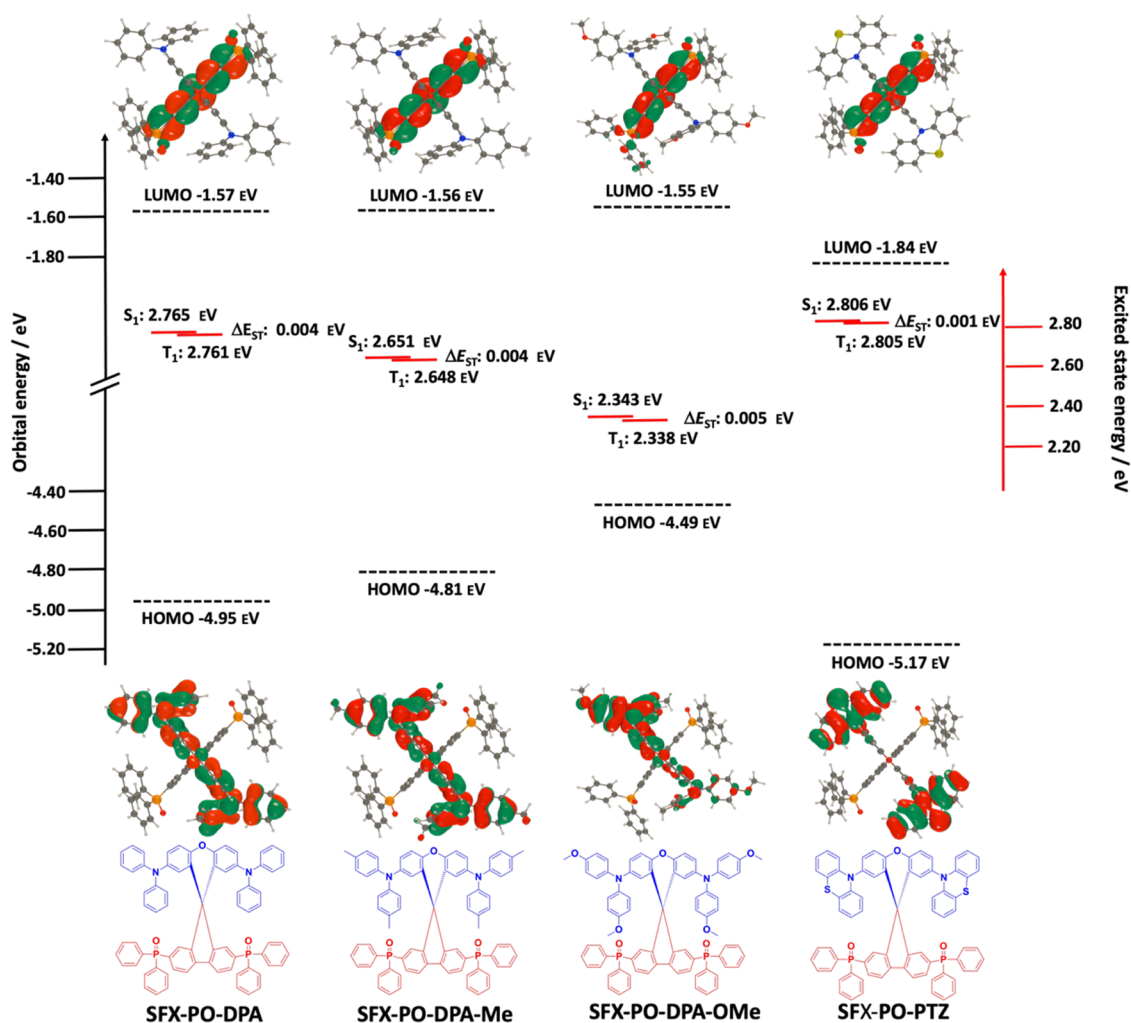 -1.40
-1.60
-1.80
-4.40
-4.60
-4.80
-5.00
-5.20
Orbital energy / eV
LUMO -1.57 EV
LUMO -1.56 EV
LUMO -1.55 EV
LUMO -1.84 EV
S1: 2.765 EV
ΔEST: 0.004 EV
T1: 2.761 EV
S1: 2.651 EV
ΔEST: 0.004 EV
T1: 2.648 EV
S1: 2.343 EV
ΔEST: 0.005 EV
T1: 2.338 EV
S1: 2.806 EV
ΔEST: 0.001 EV
T1: 2.805 EV
2.80
2.60
2.40
2.20
Excited state energy / eV
HOMO -4.95 EV
HOMO -4.81 EV
HOMO -4.49 EV
HOMO -5.17 EV
O
N N
O O
P P
O
N N
O O
P P
O
O O
N N
O O
O O
P P
O
N N
S S
O O
P P
SFX-PO-DPA
SFX-PO-DPA-Me
SFX-PO-DPA-OMe
SFX-PO-PTZ